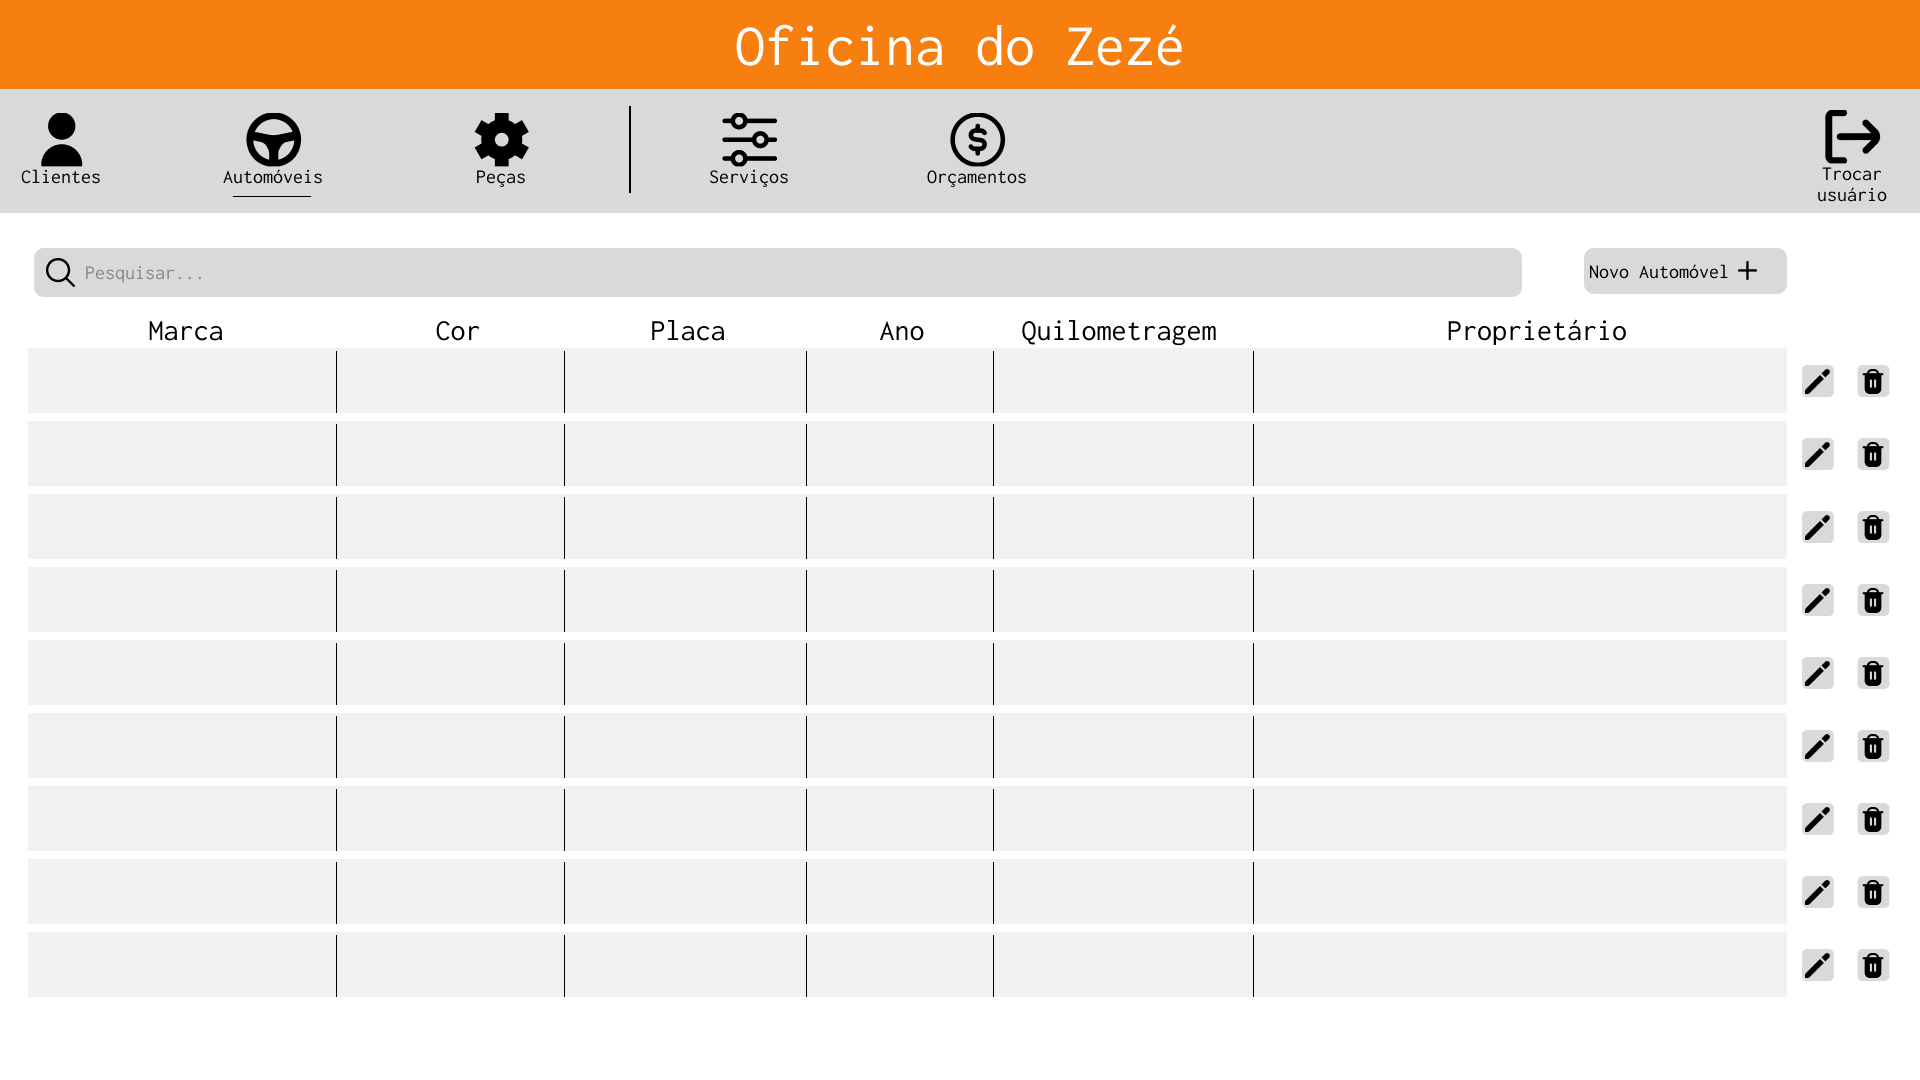 Oficina do Zezé
Clientes
Automóveis
Peças
Serviços
Orçamentos
Trocar
usuário
Pesquisar...
Novo Automóvel
Marca
Cor
Placa
Ano
Quilometragem
Proprietário